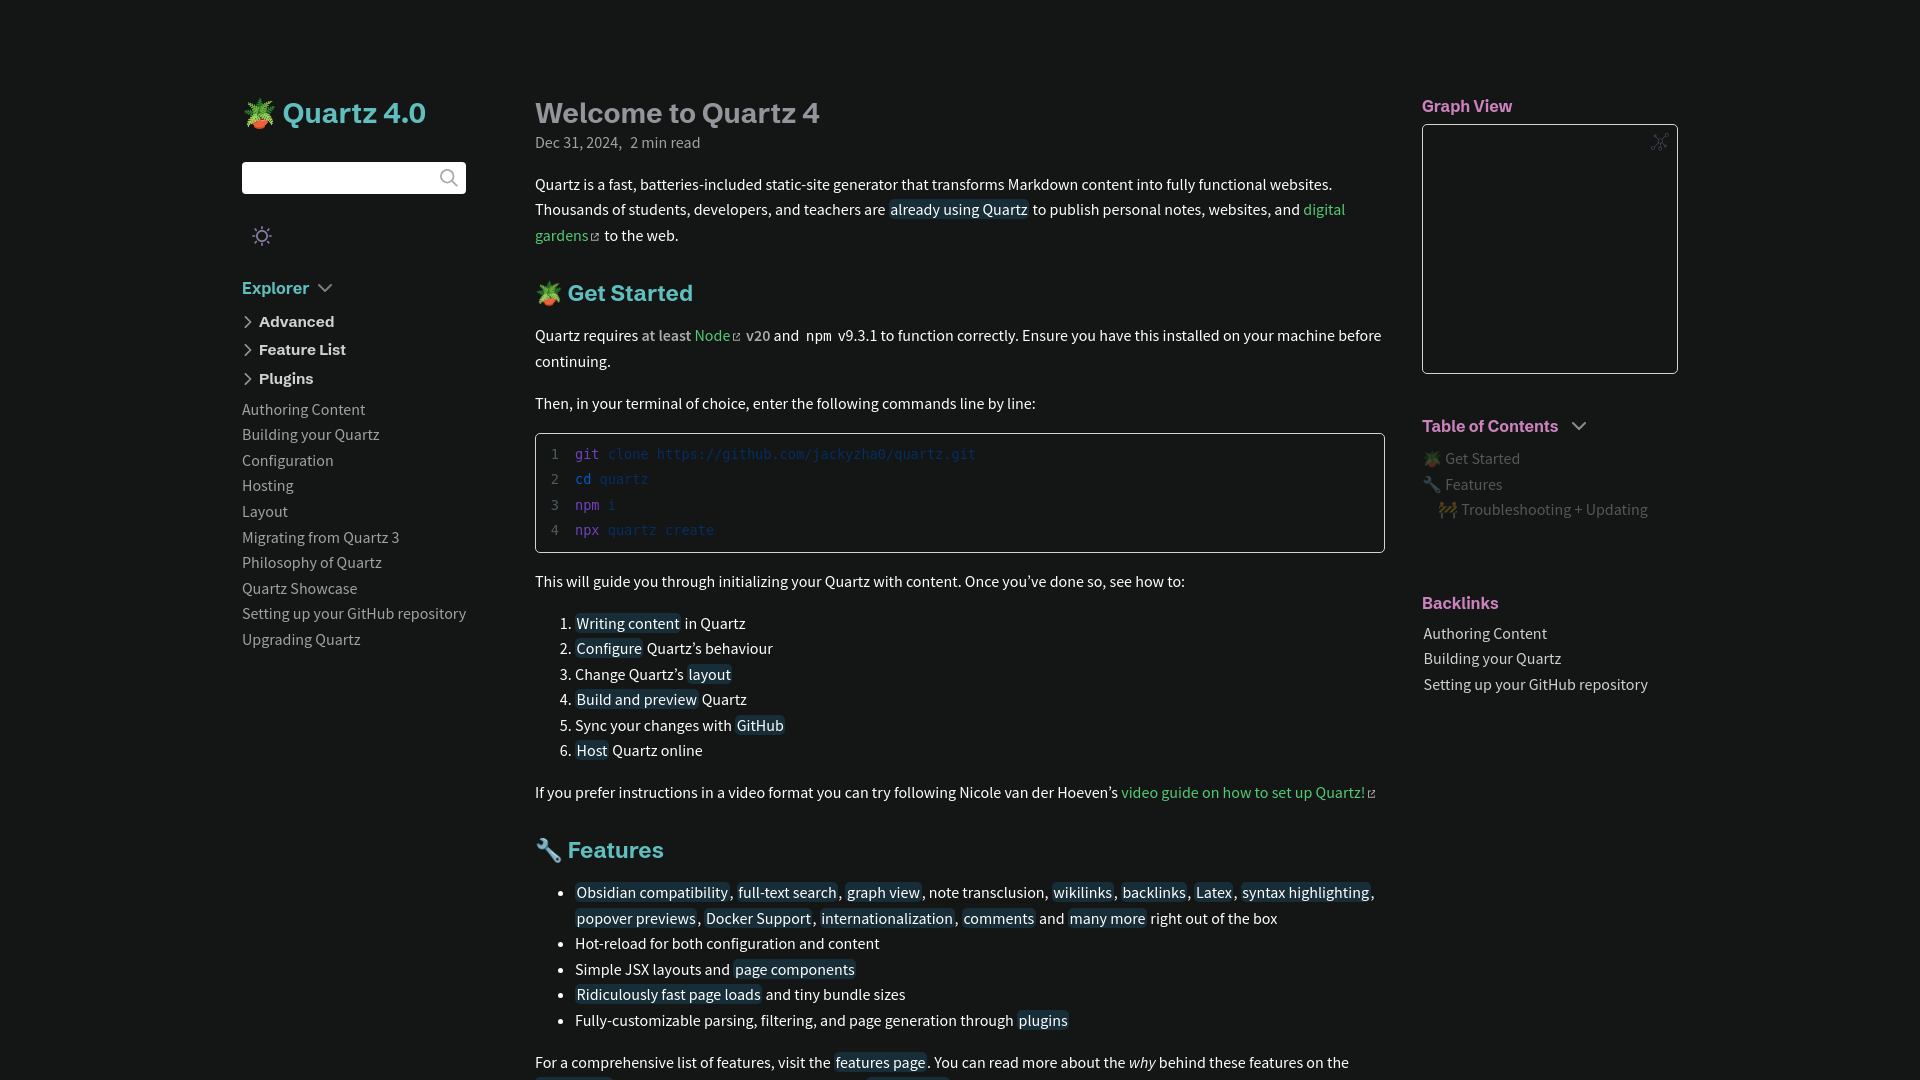 🪴 Quartz 4.0
Explorer
Advanced
Feature List
Plugins
Authoring Content
Building your Quartz
Configuration
Hosting
Layout
Migrating from Quartz 3
Philosophy of Quartz
Quartz Showcase
Setting up your GitHub repository
Upgrading Quartz
Welcome to Quartz 4
Dec 31, 2024, 2 min read
Quartz is a fast, batteries-included static-site generator that transforms Markdown content into fully functional websites.
Thousands of students, developers, and teachers are already using Quartz to publish personal notes, websites, and digital
gardens to the web.
🪴 Get Started
Quartz requires at least Node v20 and npm v9.3.1 to function correctly. Ensure you have this installed on your machine before
continuing.
Then, in your terminal of choice, enter the following commands line by line:
1 git clone https://github.com/jackyzha0/quartz.git
2 cd quartz
3 npm i
4 npx quartz create
This will guide you through initializing your Quartz with content. Once you’ve done so, see how to:
1. Writing content in Quartz
2. Configure Quartz’s behaviour
3. Change Quartz’s layout
4. Build and preview Quartz
5. Sync your changes with GitHub
6. Host Quartz online
If you prefer instructions in a video format you can try following Nicole van der Hoeven’s video guide on how to set up Quartz!
🔧 Features
• Obsidian compatibility, full-text search, graph view, note transclusion, wikilinks, backlinks, Latex, syntax highlighting,
popover previews, Docker Support, internationalization, comments and many more right out of the box
• Hot-reload for both configuration and content
• Simple JSX layouts and page components
• Ridiculously fast page loads and tiny bundle sizes
• Fully-customizable parsing, filtering, and page generation through plugins
For a comprehensive list of features, visit the features page. You can read more about the why behind these features on the
Graph View
Table of Contents
🪴 Get Started
🔧 Features
🚧 Troubleshooting + Updating
Backlinks
Authoring Content
Building your Quartz
Setting up your GitHub repository